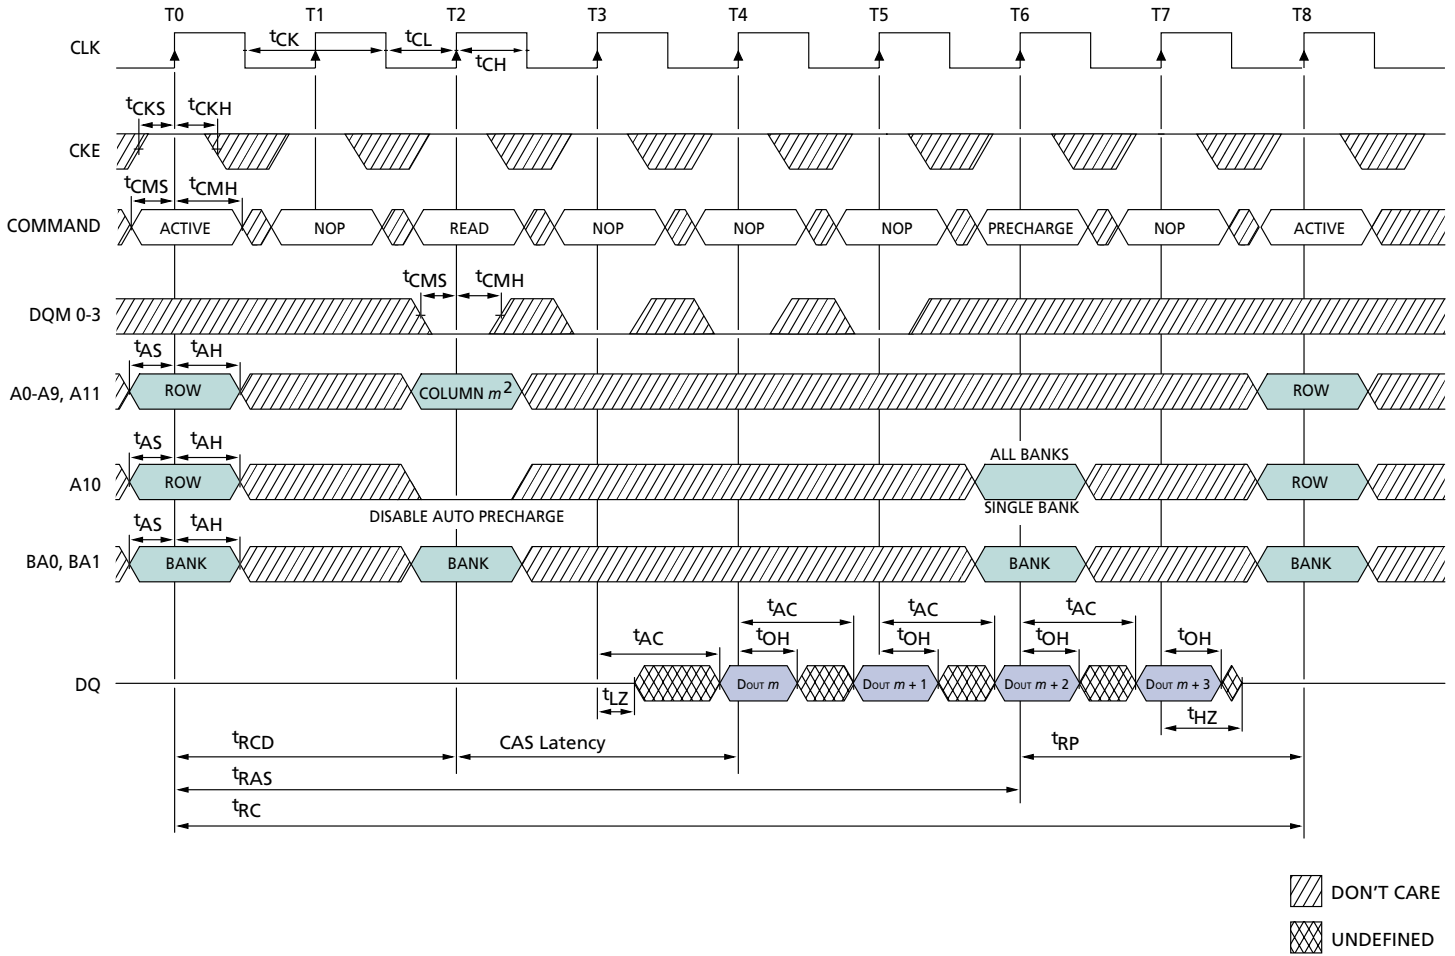 T0 T1 T2 T3 T4 T5 T6 T7 T8
CLK tCK tCL tCH
tCKS tCKH
CKE
tCMS tCMH
COMMAND ACTIVE NOP READ NOP NOP NOP PRECHARGE NOP ACTIVE
tCMS tCMH
DQM 0-3
tAS tAH
A0-A9, A11 ROW COLUMN m2 ROW
tAS tAH ALL BANKS
A10 ROW ROW
DISABLE AUTO PRECHARGE SINGLE BANK
tAS tAH
BA0, BA1 BANK BANK BANK BANK
tAC tAC tAC
tAC tOH tOH tOH tOH
DQ DOUT m DOUT m + 1 DOUT m + 2 DOUT m + 3
tLZ tHZ
tRCD CAS Latency tRP
tRAS
tRC
DON'T CARE
UNDEFINED